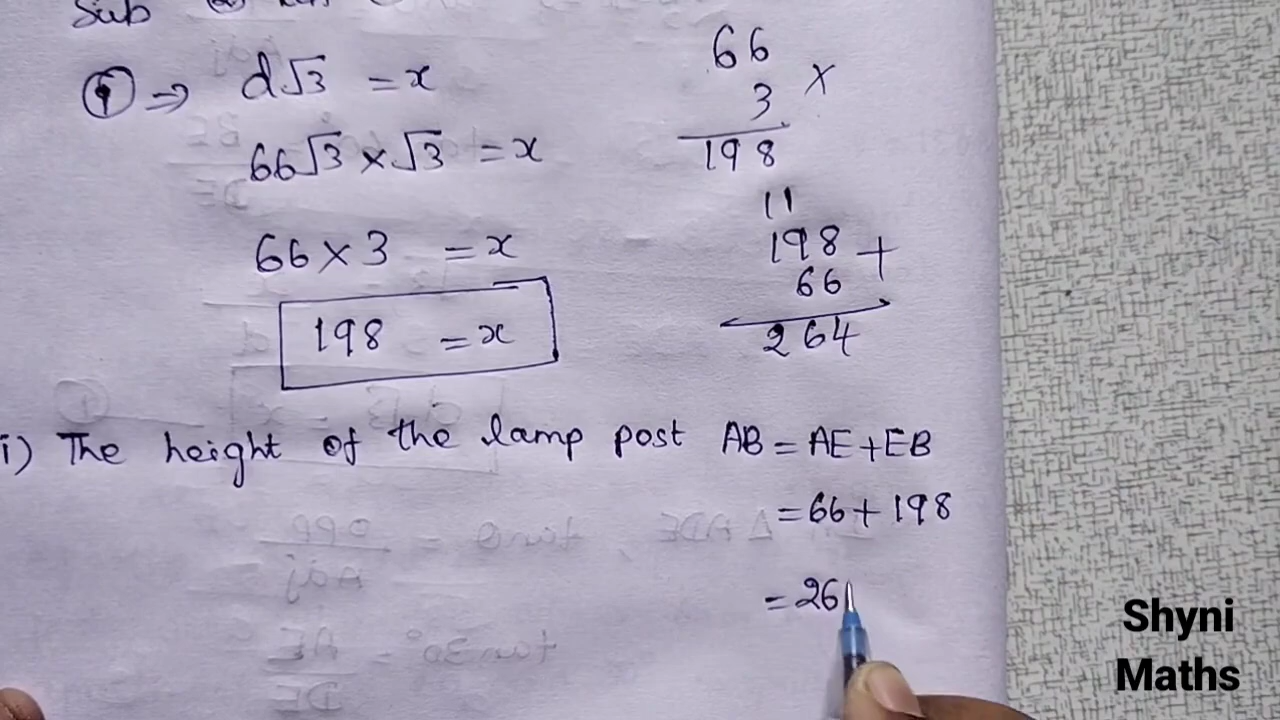 Sub
① ⇒ d√3 = x
66√3 × √3 = x
66 × 3 = x
198 = x
66
3 ×
198
11
198 +
66
264
i) The height of the lamp post AB = AE + EB
= 66 + 198
= 26
Shyni
Maths